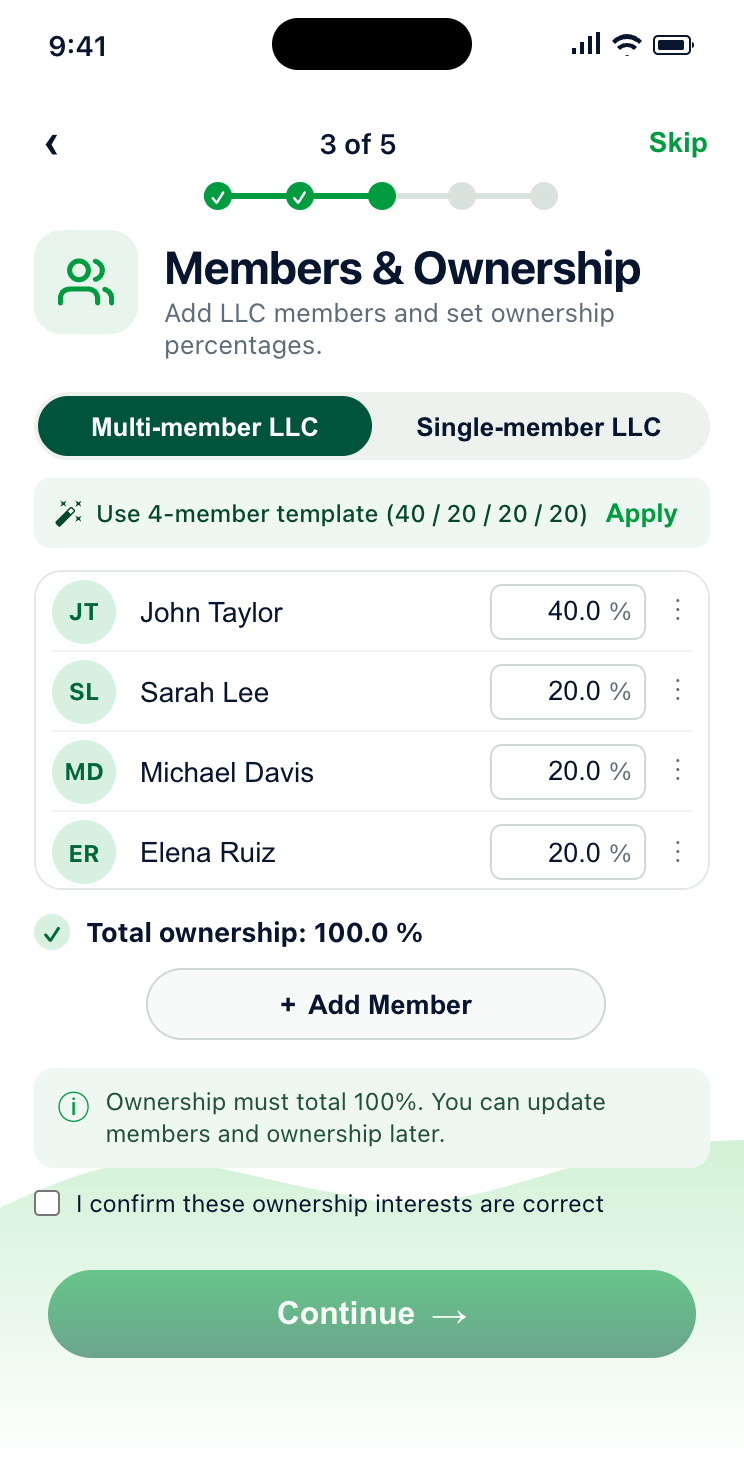 9:41
3 of 5
Skip
Members & Ownership
Add LLC members and set ownership
percentages.
Multi-member LLC
Single-member LLC
Use 4-member template (40 / 20 / 20 / 20)
Apply
JT John Taylor 40.0 %
SL Sarah Lee 20.0 %
MD Michael Davis 20.0 %
ER Elena Ruiz 20.0 %
Total ownership: 100.0 %
+ Add Member
Ownership must total 100%. You can update
members and ownership later.
I confirm these ownership interests are correct
Continue →